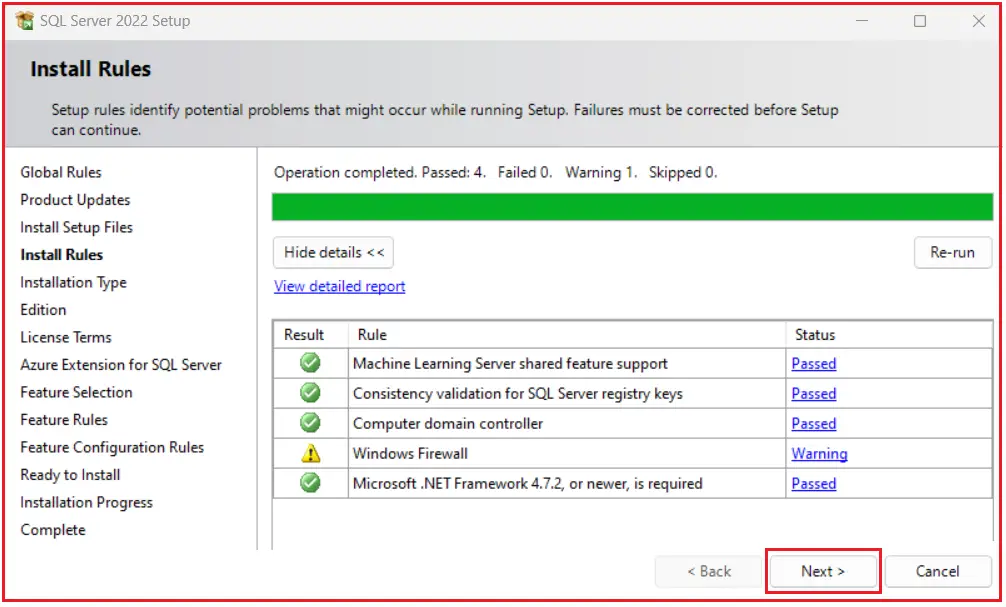 SQL Server 2022 Setup
Install Rules
Setup rules identify potential problems that might occur while running Setup. Failures must be corrected before Setup
can continue.
Global Rules
Product Updates
Install Setup Files
Install Rules
Installation Type
Edition
License Terms
Azure Extension for SQL Server
Feature Selection
Feature Rules
Feature Configuration Rules
Ready to Install
Installation Progress
Complete
Operation completed. Passed: 4. Failed 0. Warning 1. Skipped 0.
Hide details <<
Re-run
View detailed report
Result Rule Status
Machine Learning Server shared feature support Passed
Consistency validation for SQL Server registry keys Passed
Computer domain controller Passed
Windows Firewall Warning
Microsoft .NET Framework 4.7.2, or newer, is required Passed
< Back Next > Cancel